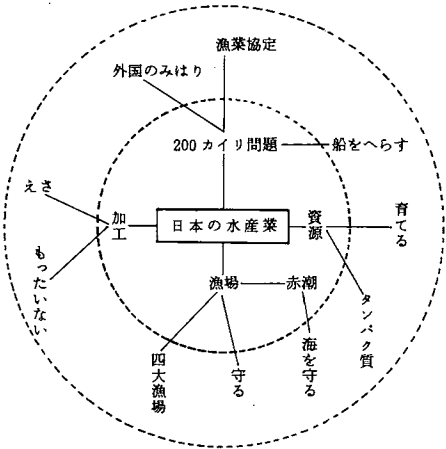 漁業協定
外国のみはり
200カイリ問題
船をへらす
えさ
加工
日本の水産業
資源
育てる
もったいない
漁場
赤潮
タンパク質
四大漁場
守る
海を守る